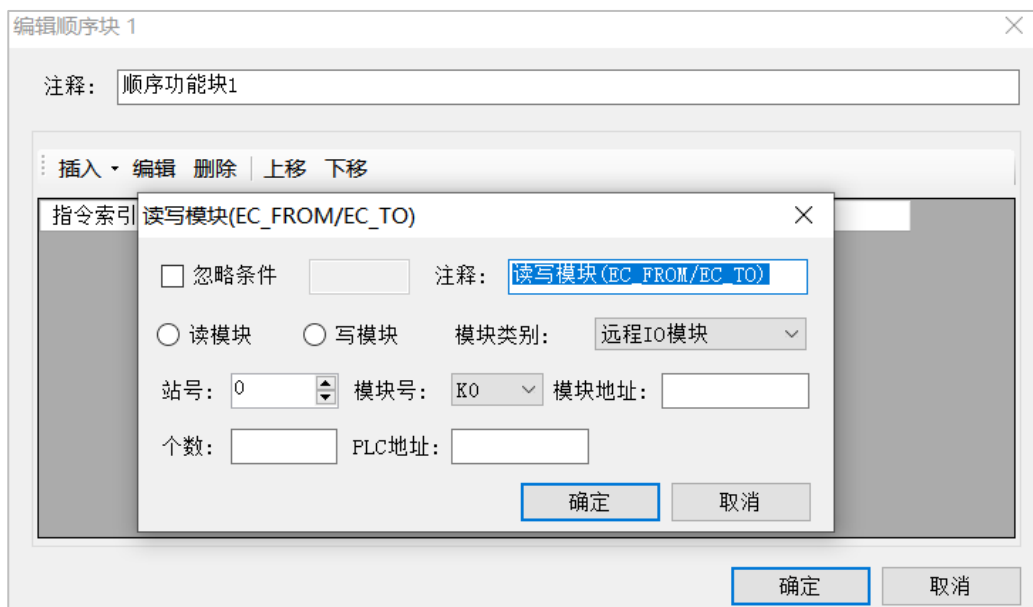 编辑顺序块 1
注释: 顺序功能块1
插入 编辑 删除 上移 下移
指令索引
读写模块(EC_FROM/EC_TO)
忽略条件 注释: 读写模块(EC_FROM/EC_TO)
读模块 写模块 模块类别: 远程IO模块
站号: 0 模块号: K0 模块地址:
个数: PLC地址:
确定 取消
确定 取消